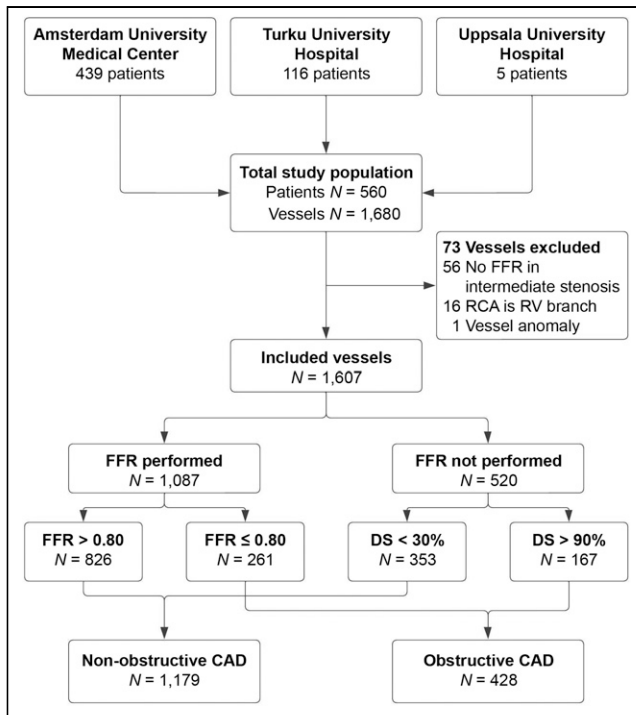 Amsterdam University
Medical Center
439 patients
Turku University
Hospital
116 patients
Uppsala University
Hospital
5 patients
Total study population
Patients N = 560
Vessels N = 1,680
73 Vessels excluded
56 No FFR in
intermediate stenosis
16 RCA is RV branch
1 Vessel anomaly
Included vessels
N = 1,607
FFR performed
N = 1,087
FFR not performed
N = 520
FFR > 0.80
N = 826
FFR ≤ 0.80
N = 261
DS < 30%
N = 353
DS > 90%
N = 167
Non-obstructive CAD
N = 1,179
Obstructive CAD
N = 428